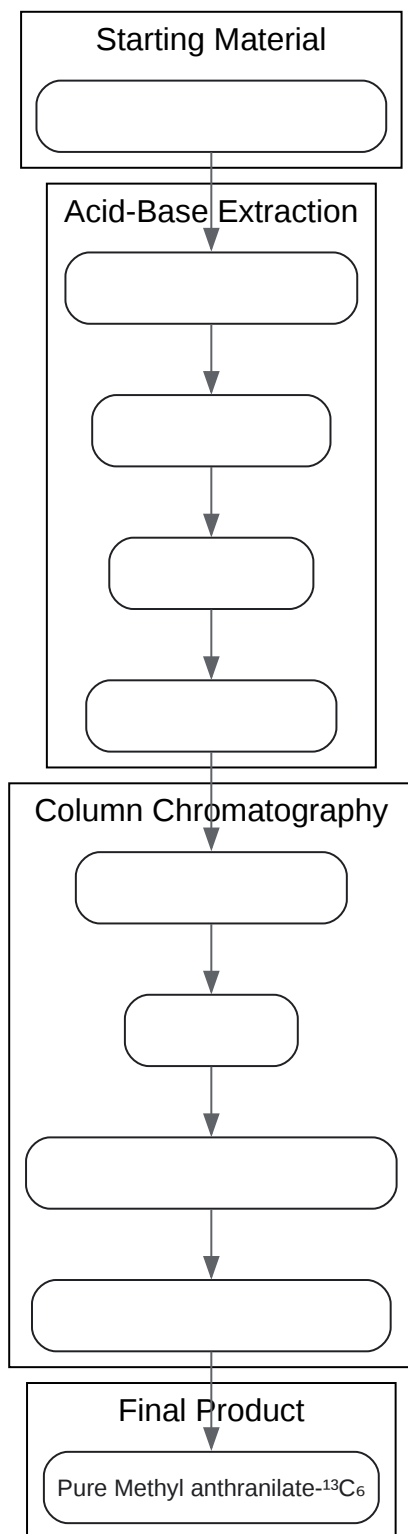 Starting Material
Acid-Base Extraction
Column Chromatography
Final Product
Pure Methyl anthranilate-¹³C₆